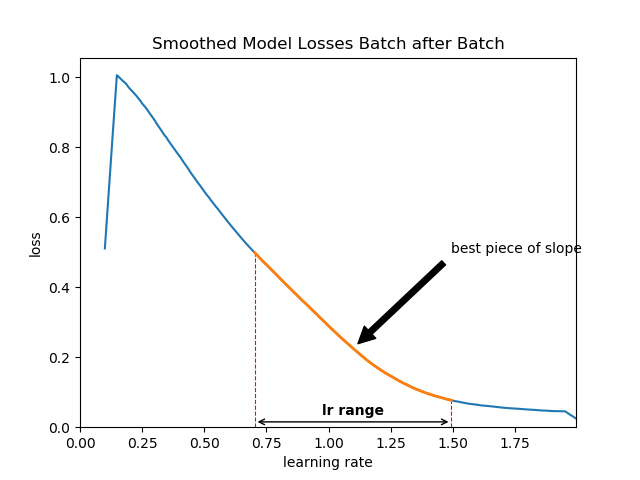 Smoothed Model Losses Batch after Batch
1.0
0.8
0.6
0.4
0.2
0.0
loss
best piece of slope
lr range
0.00 0.25 0.50 0.75 1.00 1.25 1.50 1.75
learning rate